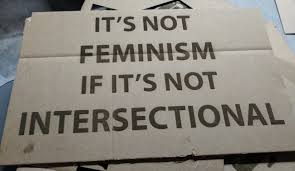 IT'S NOT
FEMINISM
IF IT'S NOT
INTERSECTIONAL